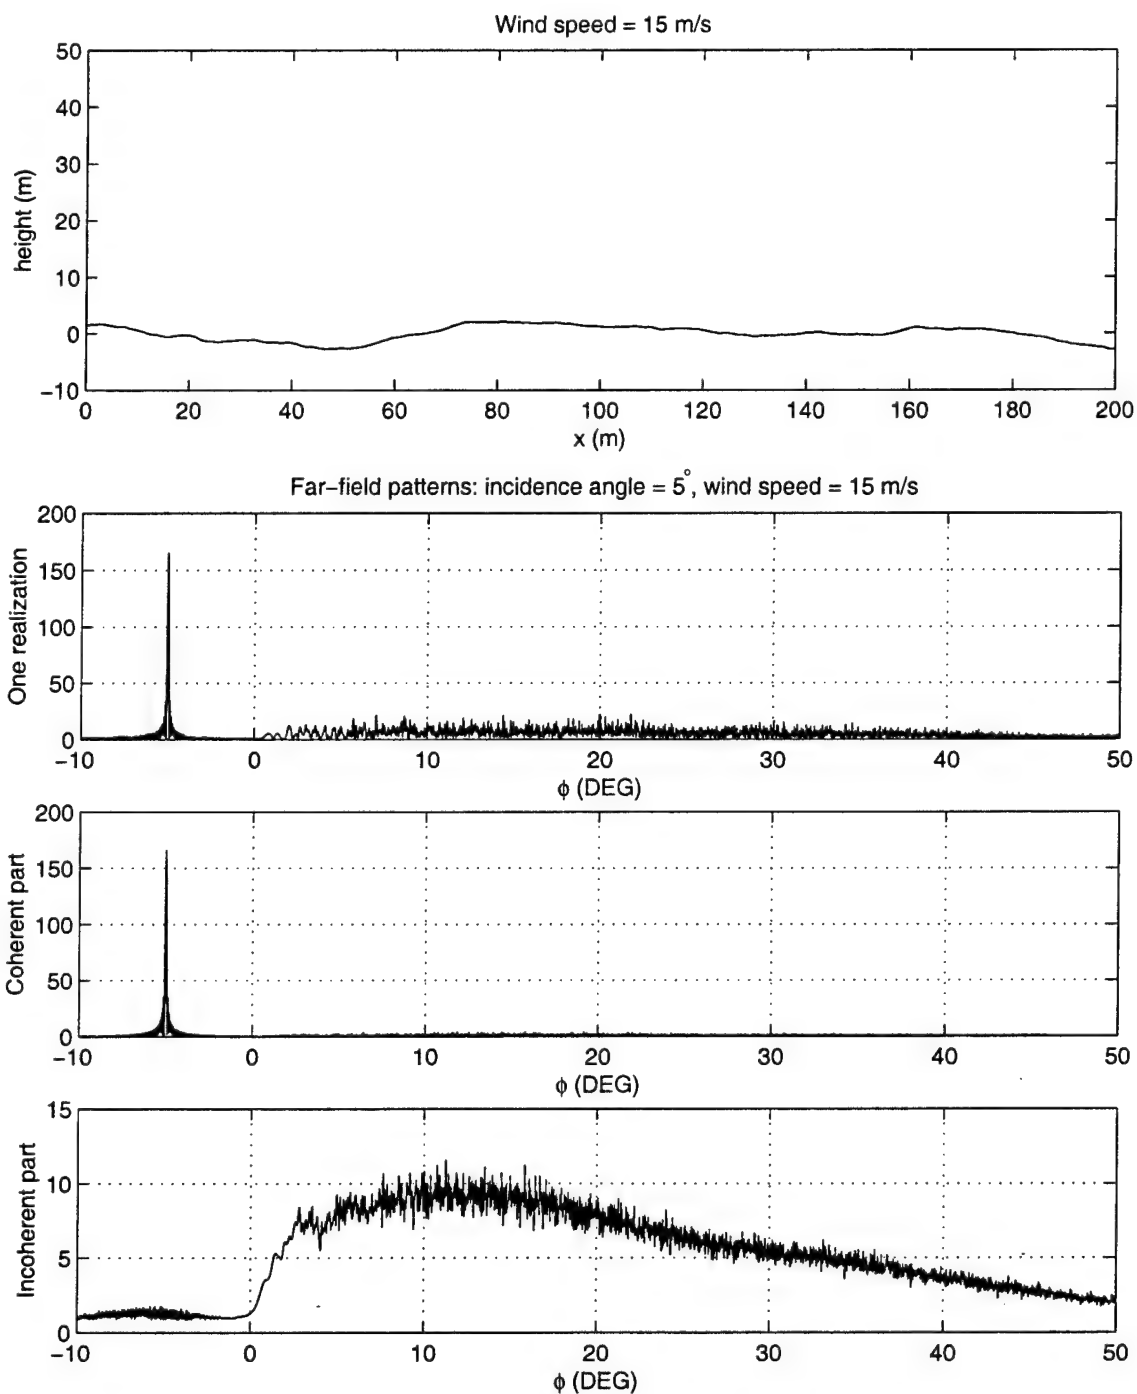 Wind speed = 15 m/s
50
40
30
20
10
0
−10
height (m)
0 20 40 60 80 100 120 140 160 180 200
x (m)
Far−field patterns: incidence angle = 5°, wind speed = 15 m/s
200
150
100
50
0
One realization
−10 0 10 20 30 40 50
ϕ (DEG)
200
150
100
50
0
Coherent part
−10 0 10 20 30 40 50
ϕ (DEG)
15
10
5
0
Incoherent part
−10 0 10 20 30 40 50
ϕ (DEG)